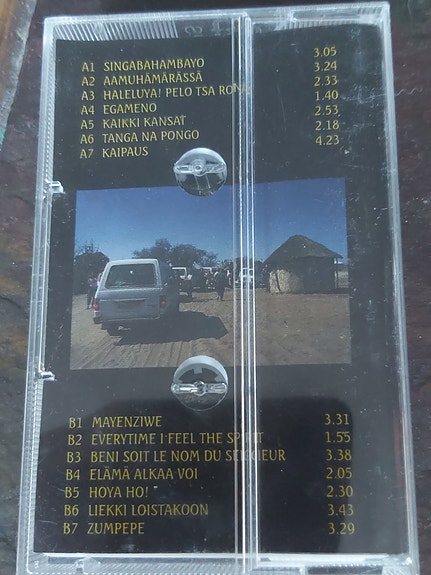 A1 SINGABAHAMBAYO 3.05
A2 AAMUHÄMÄRÄSSÄ 3.24
A3 HALELUYA! PELO TSA RONA 2.33
A4 EGAMENO 1.40
A5 KAIKKI KANSAT 2.53
A6 TANGA NA PONGO 2.18
A7 KAIPAUS 4.23
B1 MAYENZIWE 3.31
B2 EVERYTIME I FEEL THE SPIRIT 1.55
B3 BENI SOIT LE NOM DU SEIGNEUR 3.38
B4 ELÄMÄ ALKAA VOI 2.05
B5 HOYA HO! 2.30
B6 LIEKKI LOISTAKOON 3.43
B7 ZUMPEPE 3.29